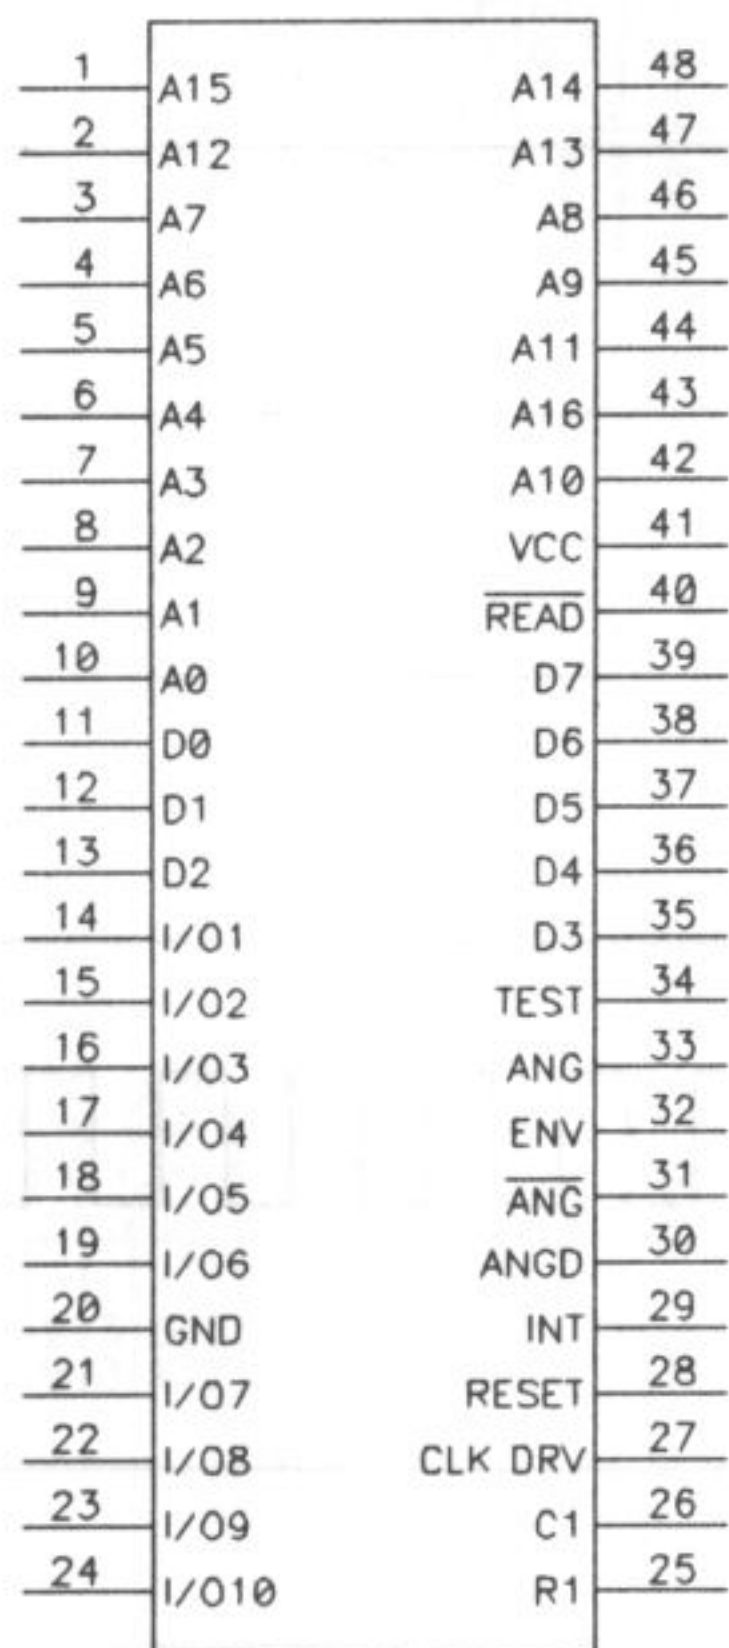 1 A15 A14 48
2 A12 A13 47
3 A7 A8 46
4 A6 A9 45
5 A5 A11 44
6 A4 A16 43
7 A3 A10 42
8 A2 VCC 41
9 A1 R̅E̅A̅D̅ 40
10 A0 D7 39
11 D0 D6 38
12 D1 D5 37
13 D2 D4 36
14 I/O1 D3 35
15 I/O2 TEST 34
16 I/O3 ANG 33
17 I/O4 ENV 32
18 I/O5 A̅N̅G̅ 31
19 I/O6 ANGD 30
20 GND INT 29
21 I/O7 RESET 28
22 I/O8 CLK DRV 27
23 I/O9 C1 26
24 I/O10 R1 25